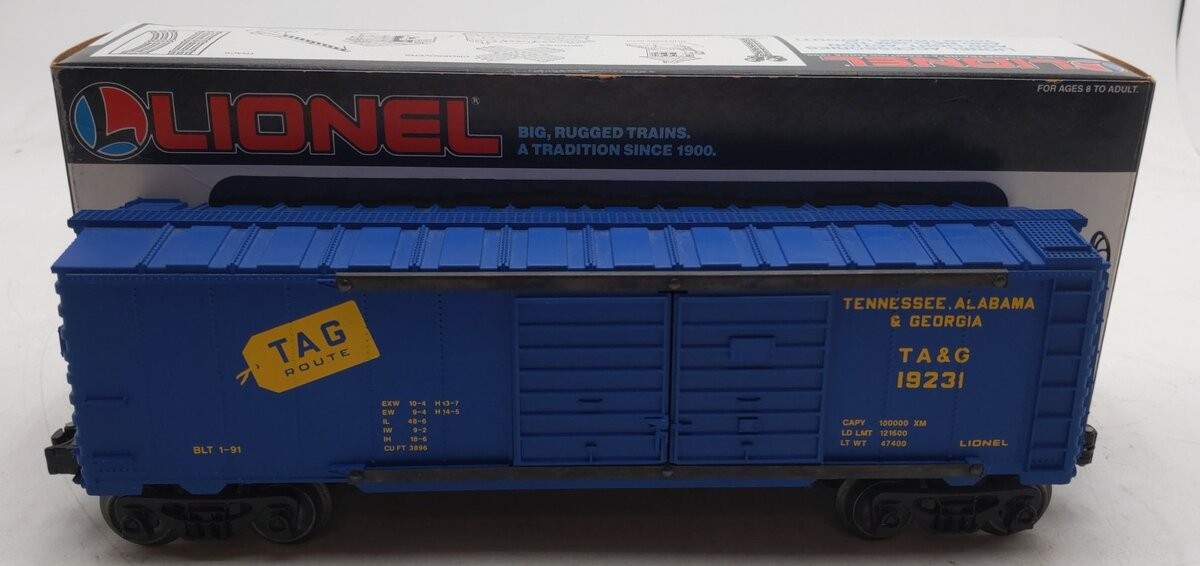 LIONEL®
BIG, RUGGED TRAINS.
A TRADITION SINCE 1900.
FOR AGES 8 TO ADULT.
TAG
ROUTE
BLT 1-91
EXW 10-4 H 13-7
EW 9-4 H 14-5
IL 48-6
IW 9-2
IH 18-6
CU FT 3896
TENNESSEE, ALABAMA
& GEORGIA
TA&G
19231
CAPY 100000 XM
LD LMT 121600
LT WT 47400
LIONEL